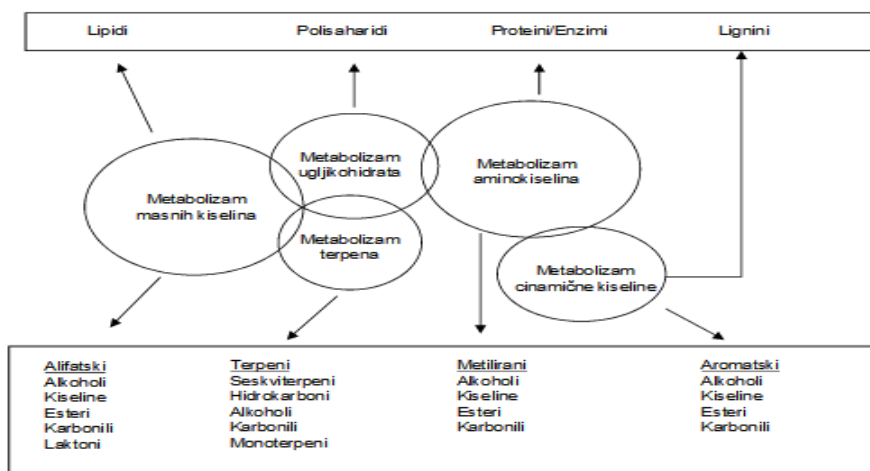 Lipidi
Polisaharidi
Proteini/Enzimi
Lignini
Metabolizam
masnih kiselina
Metabolizam
ugljikohidrata
Metabolizam
terpena
Metabolizam
aminokiselina
Metabolizam
cinamične kiseline
Alifatski
Alkoholi
Kiseline
Esteri
Karbonili
Laktoni
Terpeni
Seskviterpeni
Hidrokarboni
Alkoholi
Karbonili
Monoterpeni
Metilirani
Alkoholi
Kiseline
Esteri
Karbonili
Aromatski
Alkoholi
Kiseline
Esteri
Karbonili